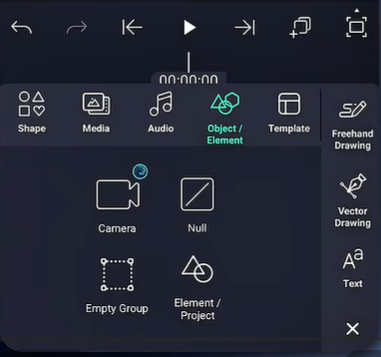 00:00:00
Shape
Media
Audio
Object /
Element
Template
Freehand
Drawing
Camera
Null
Vector
Drawing
Aa
Text
Empty Group
Element /
Project